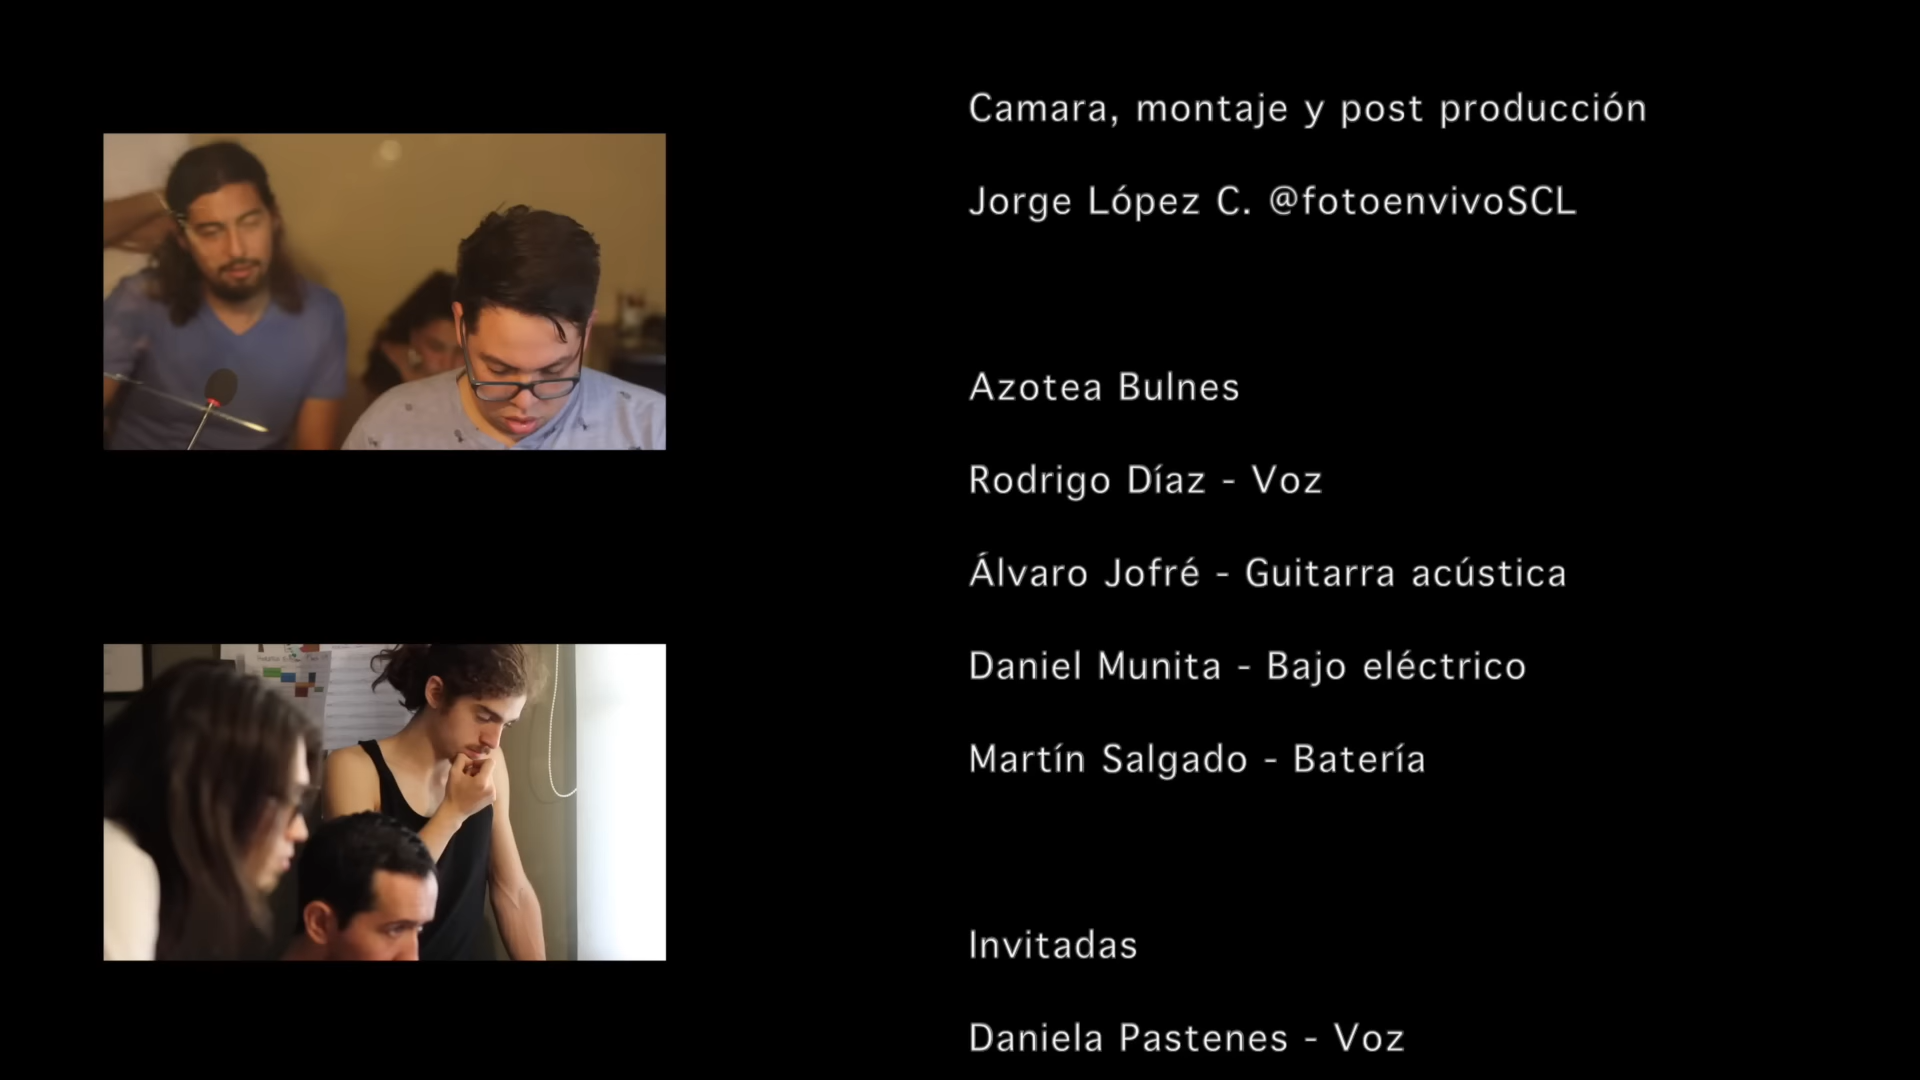 Camara, montaje y post producción
Jorge López C. @fotoenvivoSCL
Azotea Bulnes
Rodrigo Díaz - Voz
Álvaro Jofré - Guitarra acústica
Daniel Munita - Bajo eléctrico
Martín Salgado - Batería
Invitadas
Daniela Pastenes - Voz